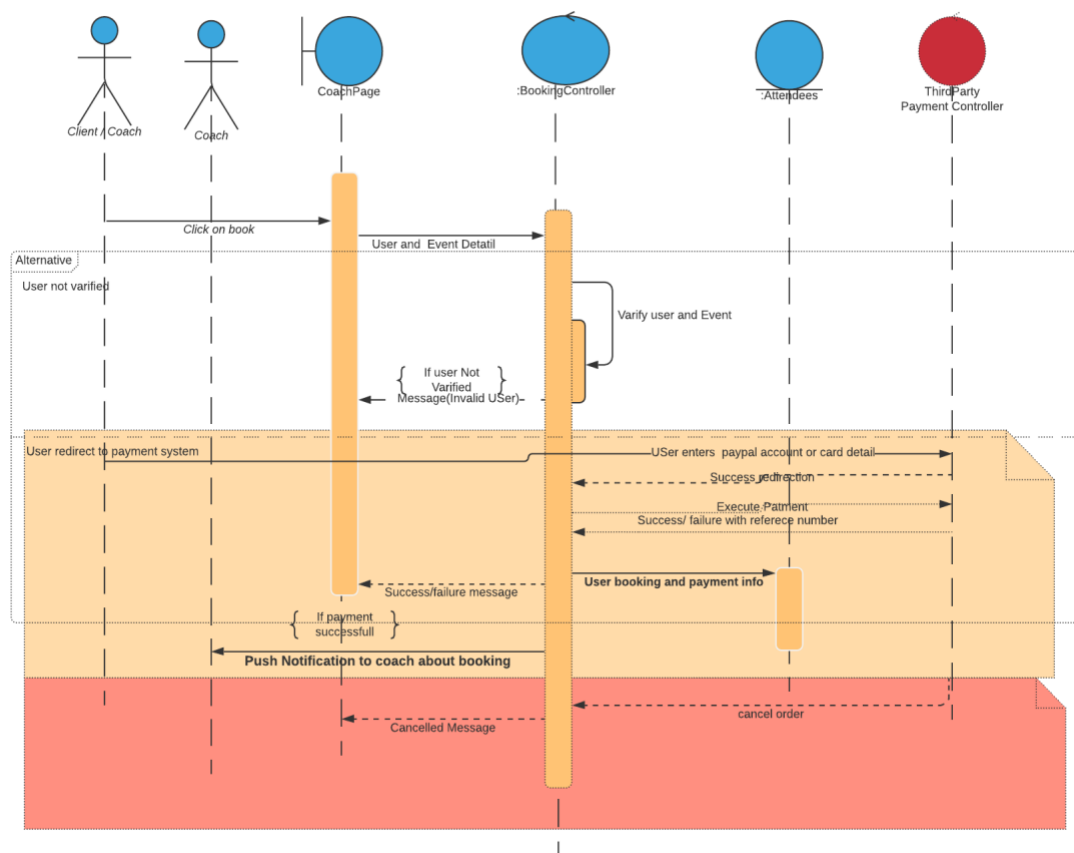 Client / Coach
Coach
CoachPage
:BookingController
:Attendees
ThirdParty
Payment Controller
Click on book
User and Event Detatil
Alternative
User not varified
Varify user and Event
If user Not
Varified
Message(Invalid USer)
User redirect to payment system
USer enters paypal account or card detail
Success redirection
Execute Patment
Success/ failure with referece number
User booking and payment info
Success/failure message
If payment
successfull
Push Notification to coach about booking
cancel order
Cancelled Message